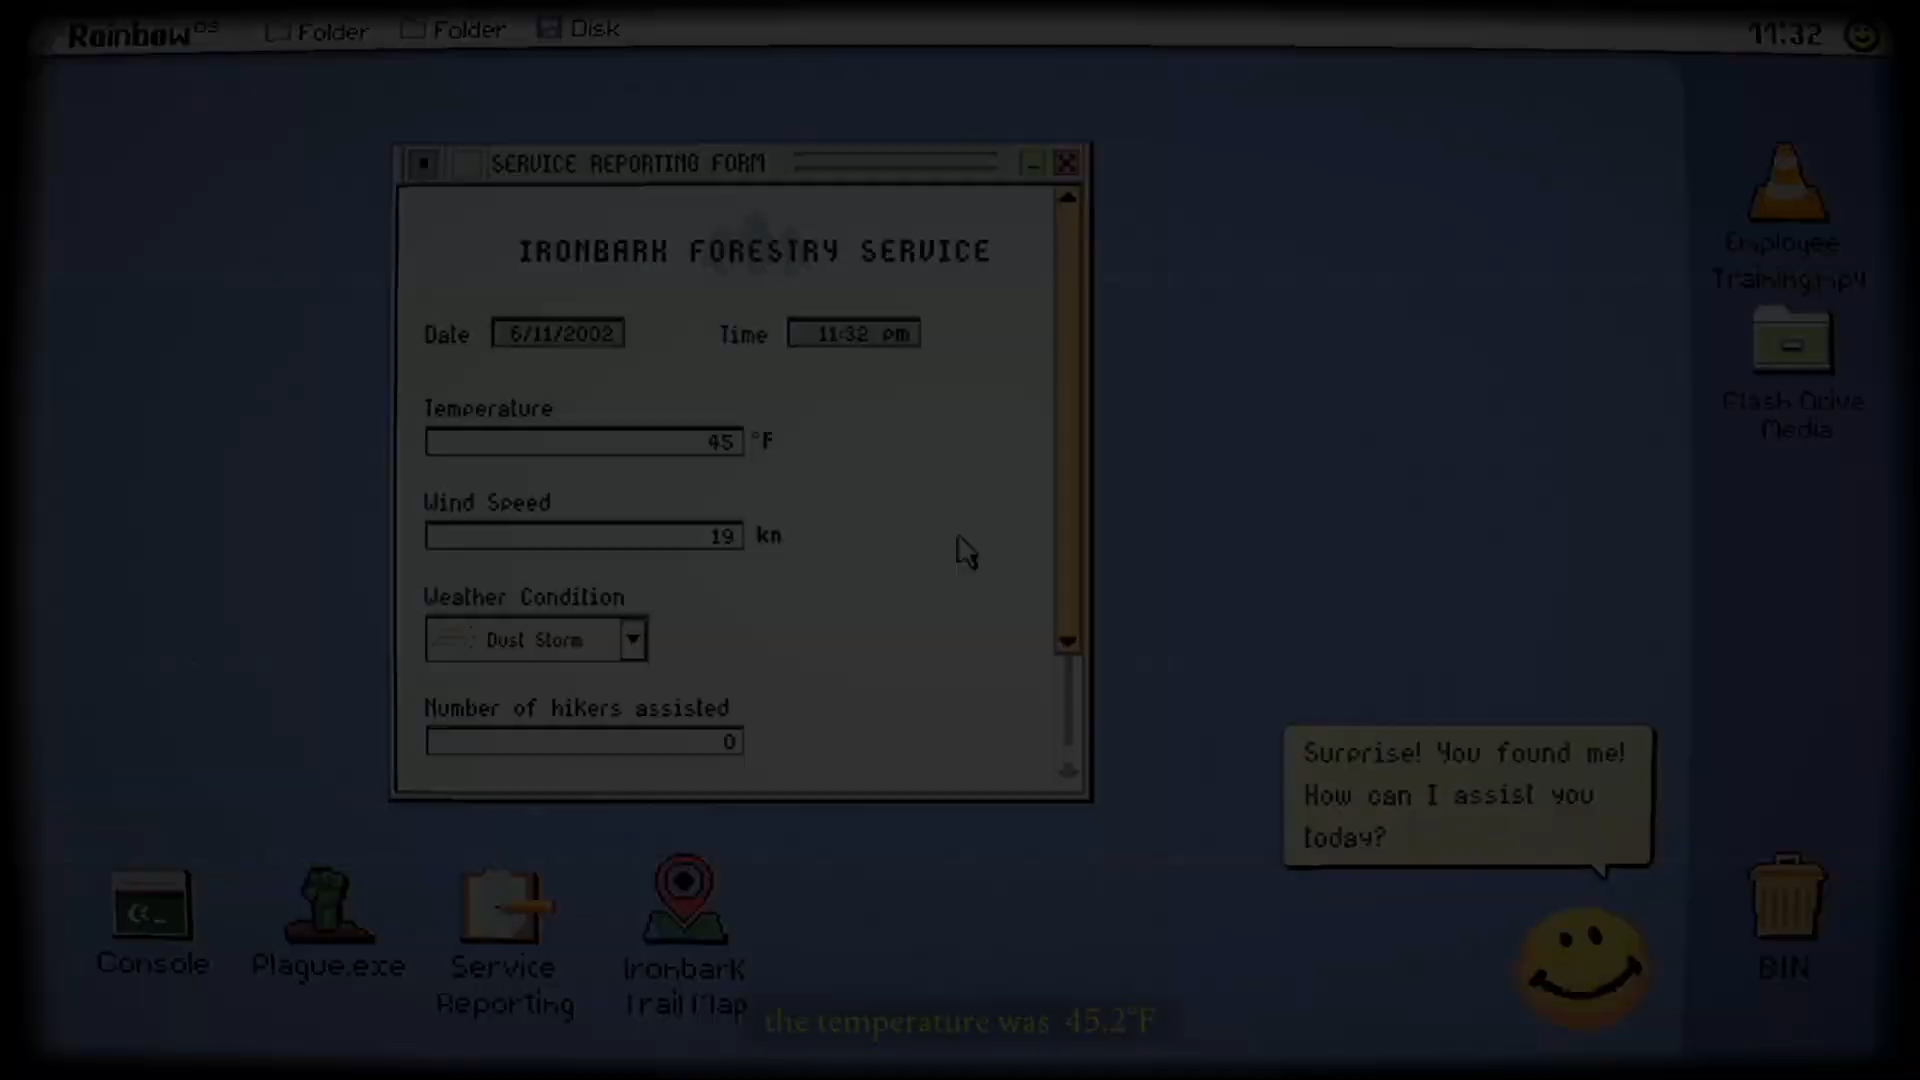 Rainbow OS Folder Folder Disk 11:32
SERVICE REPORTING FORM
IRONBARK FORESTRY SERVICE
Date 6/11/2002 Time 11:32 pm
Temperature
45 °F
Wind Speed
19 kn
Weather Condition
Dust Storm
Number of hikers assisted
0
Employee
Training.mp4
Flash Drive
Media
Surprise! You found me!
How can I assist you
today?
Console
Plague.exe
Service
Reporting
Ironbark
Trail Map
BIN
the temperature was 45.2°F